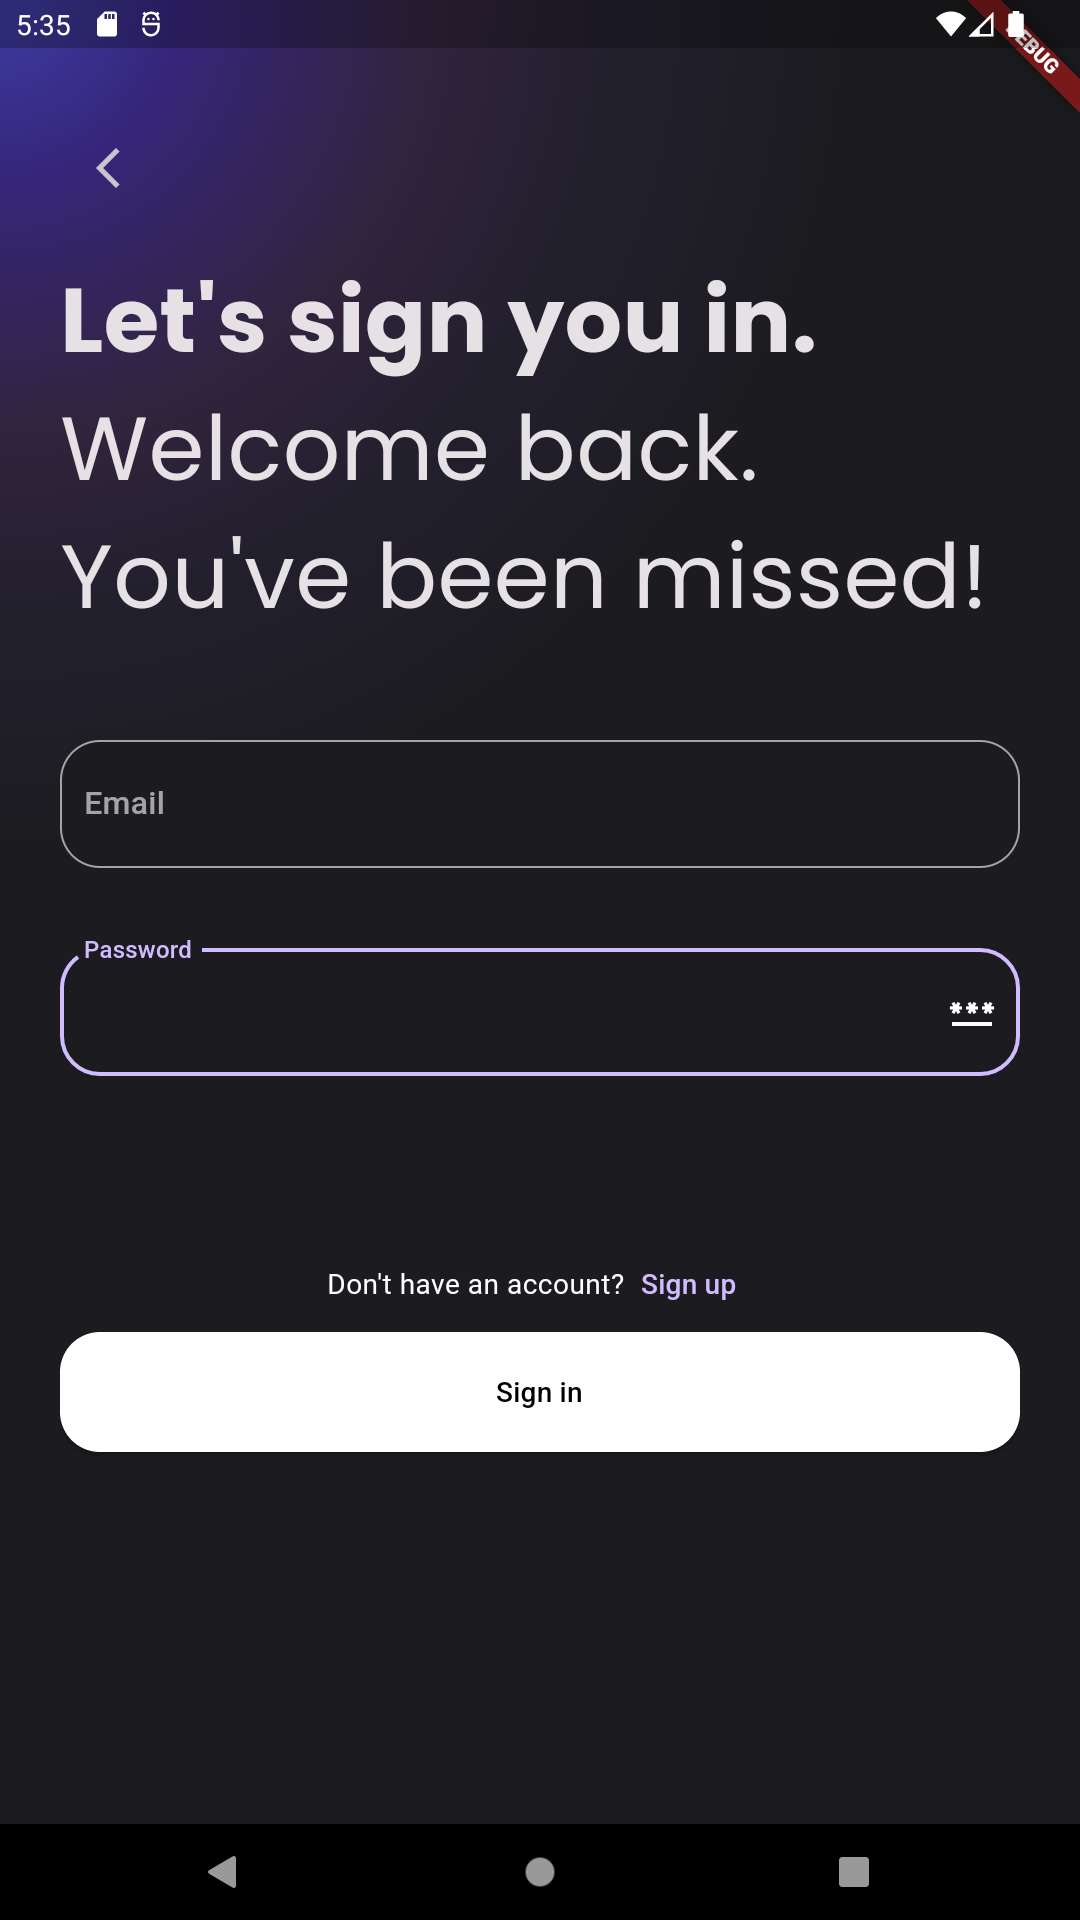 5:35
DEBUG
Let's sign you in.
Welcome back.
You've been missed!
Email
Password
***
Don't have an account? Sign up
Sign in